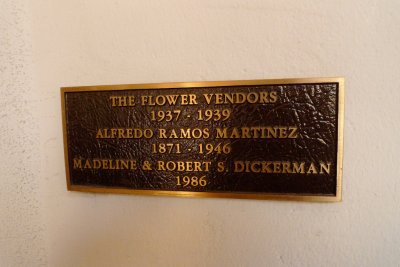 THE FLOWER VENDORS
1937 - 1939
ALFREDO RAMOS MARTINEZ
1871 - 1946
MADELINE & ROBERT S. DICKERMAN
1986